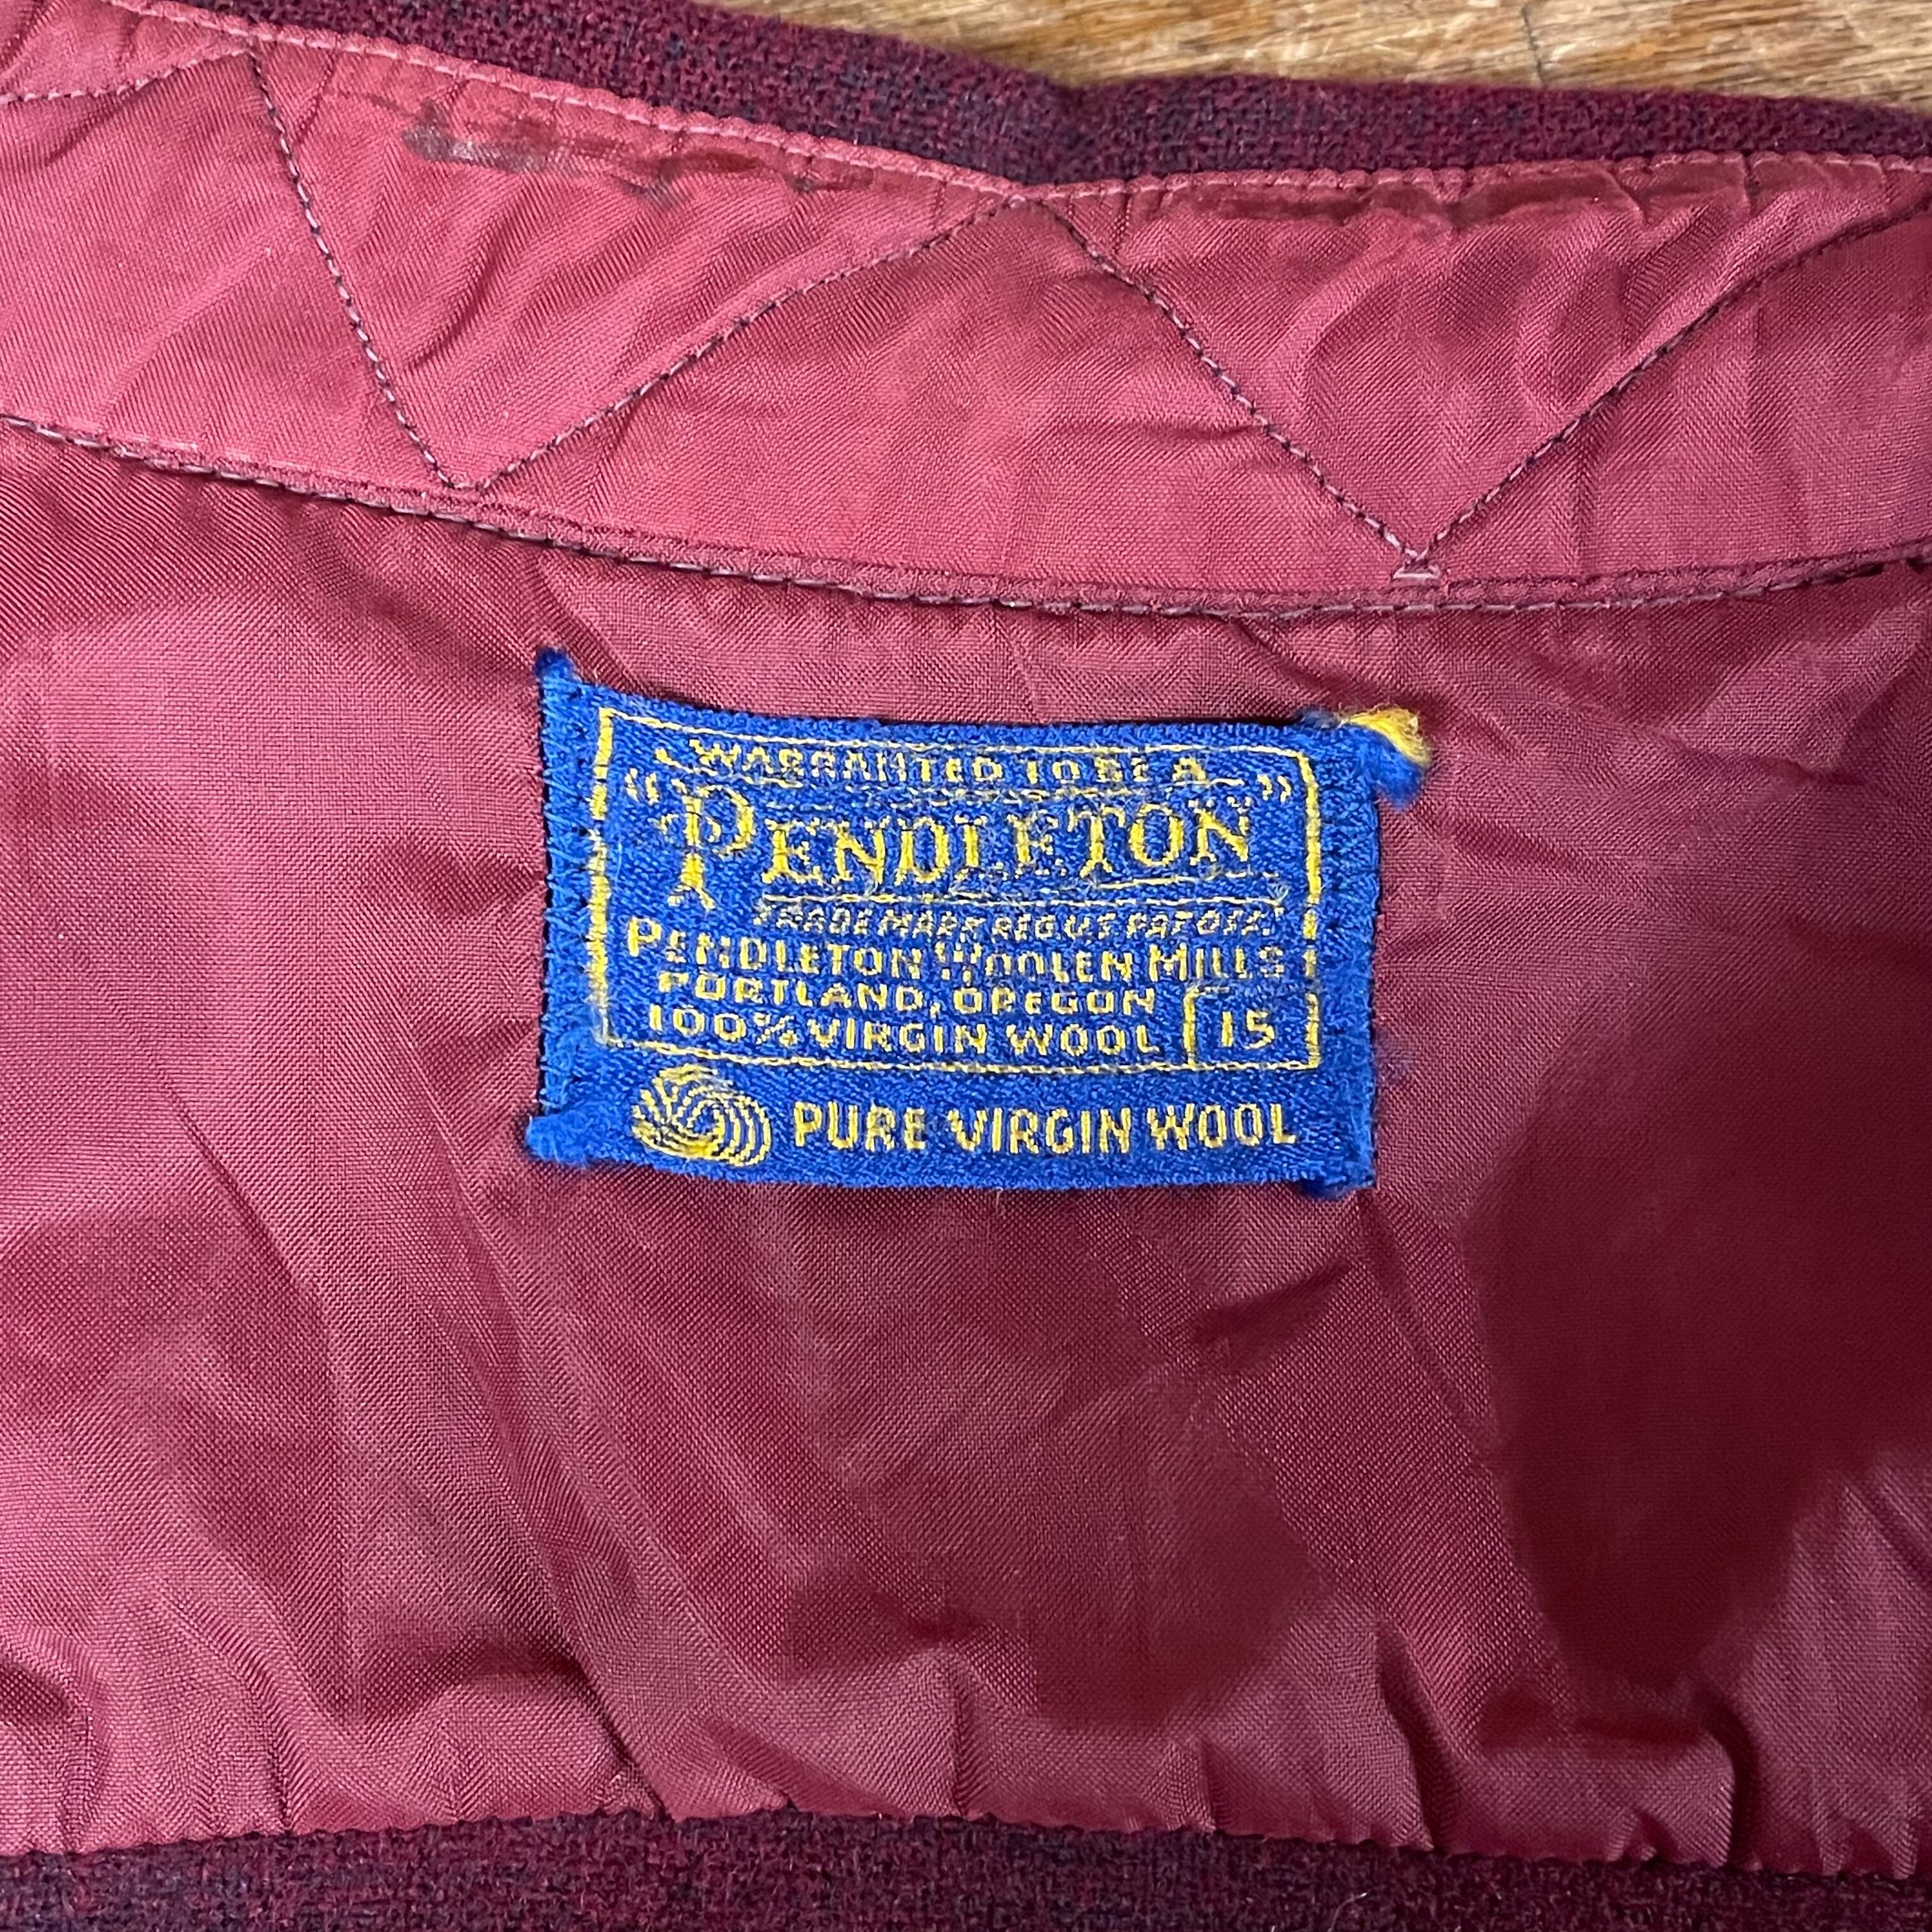 WARRANTED TO BE A
"PENDLETON"
TRADE MARK REG. U.S. PAT. OFF.
PENDLETON WOOLEN MILLS
PORTLAND, OREGON
100% VIRGIN WOOL 15
PURE VIRGIN WOOL